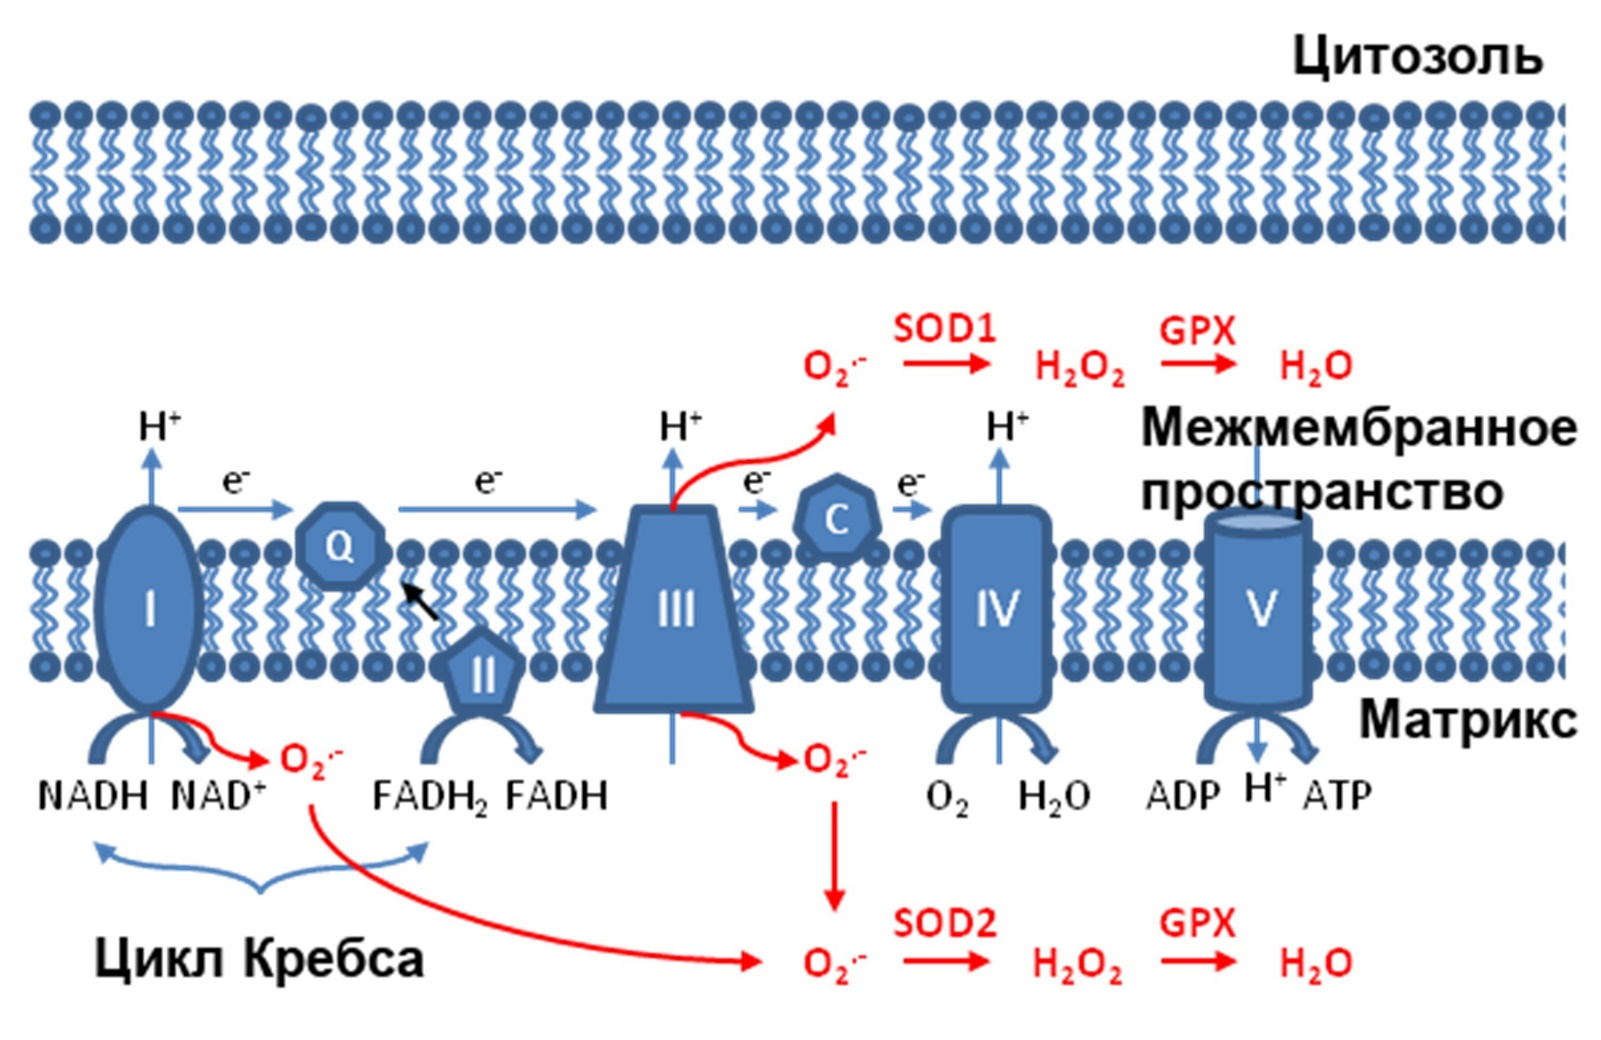 Цитозоль
SOD1 GPX
O₂·⁻ H₂O₂ H₂O
H⁺ H⁺ H⁺ Межмембранное
пространство
e⁻ e⁻ e⁻ e⁻
Q C
I III IV V
II
Матрикс
O₂·⁻ O₂·⁻
NADH NAD⁺ FADH₂ FADH O₂ H₂O ADP H⁺ ATP
SOD2 GPX
Цикл Кребса O₂·⁻ H₂O₂ H₂O